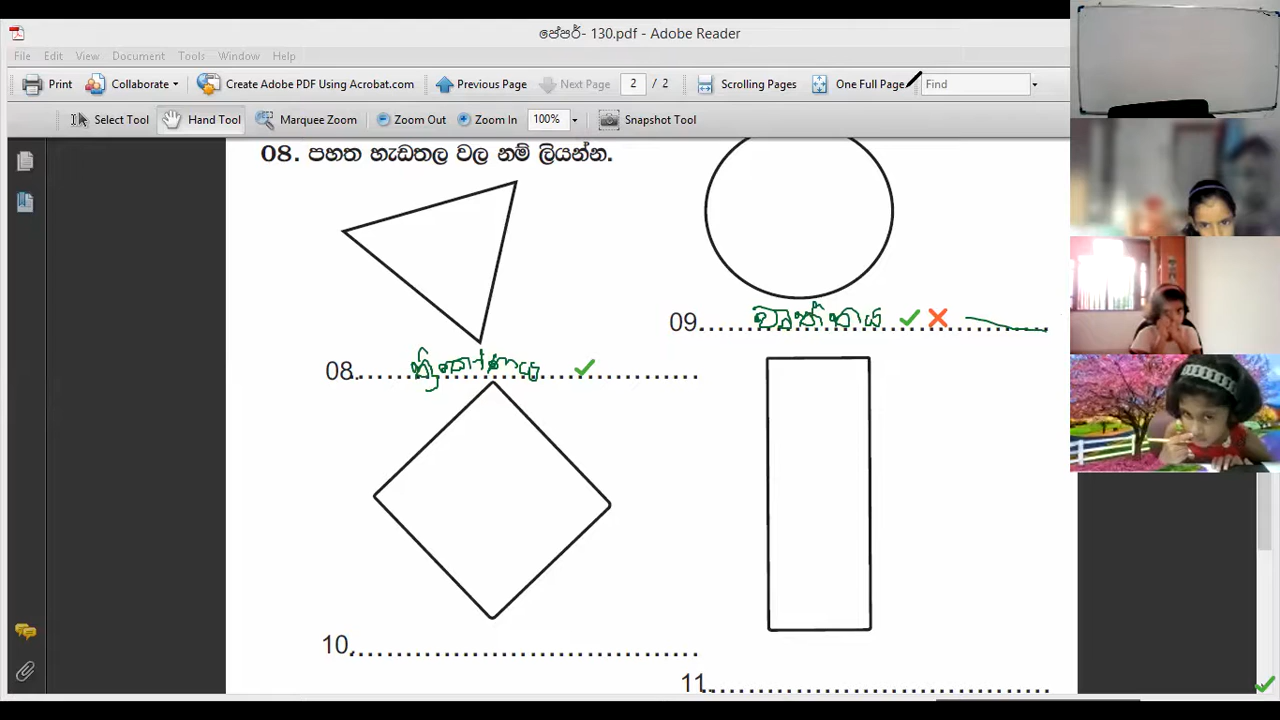 පේපර්- 130.pdf - Adobe Reader
File Edit View Document Tools Window Help
Print Collaborate Create Adobe PDF Using Acrobat.com Previous Page Next Page 2 / 2 Scrolling Pages One Full Page Find
Select Tool Hand Tool Marquee Zoom Zoom Out Zoom In 100% Snapshot Tool
08. පහත හැඩතල වල නම් ලියන්න.
09. වෘත්තය
08. ත්‍රිකෝණය
10.
11.